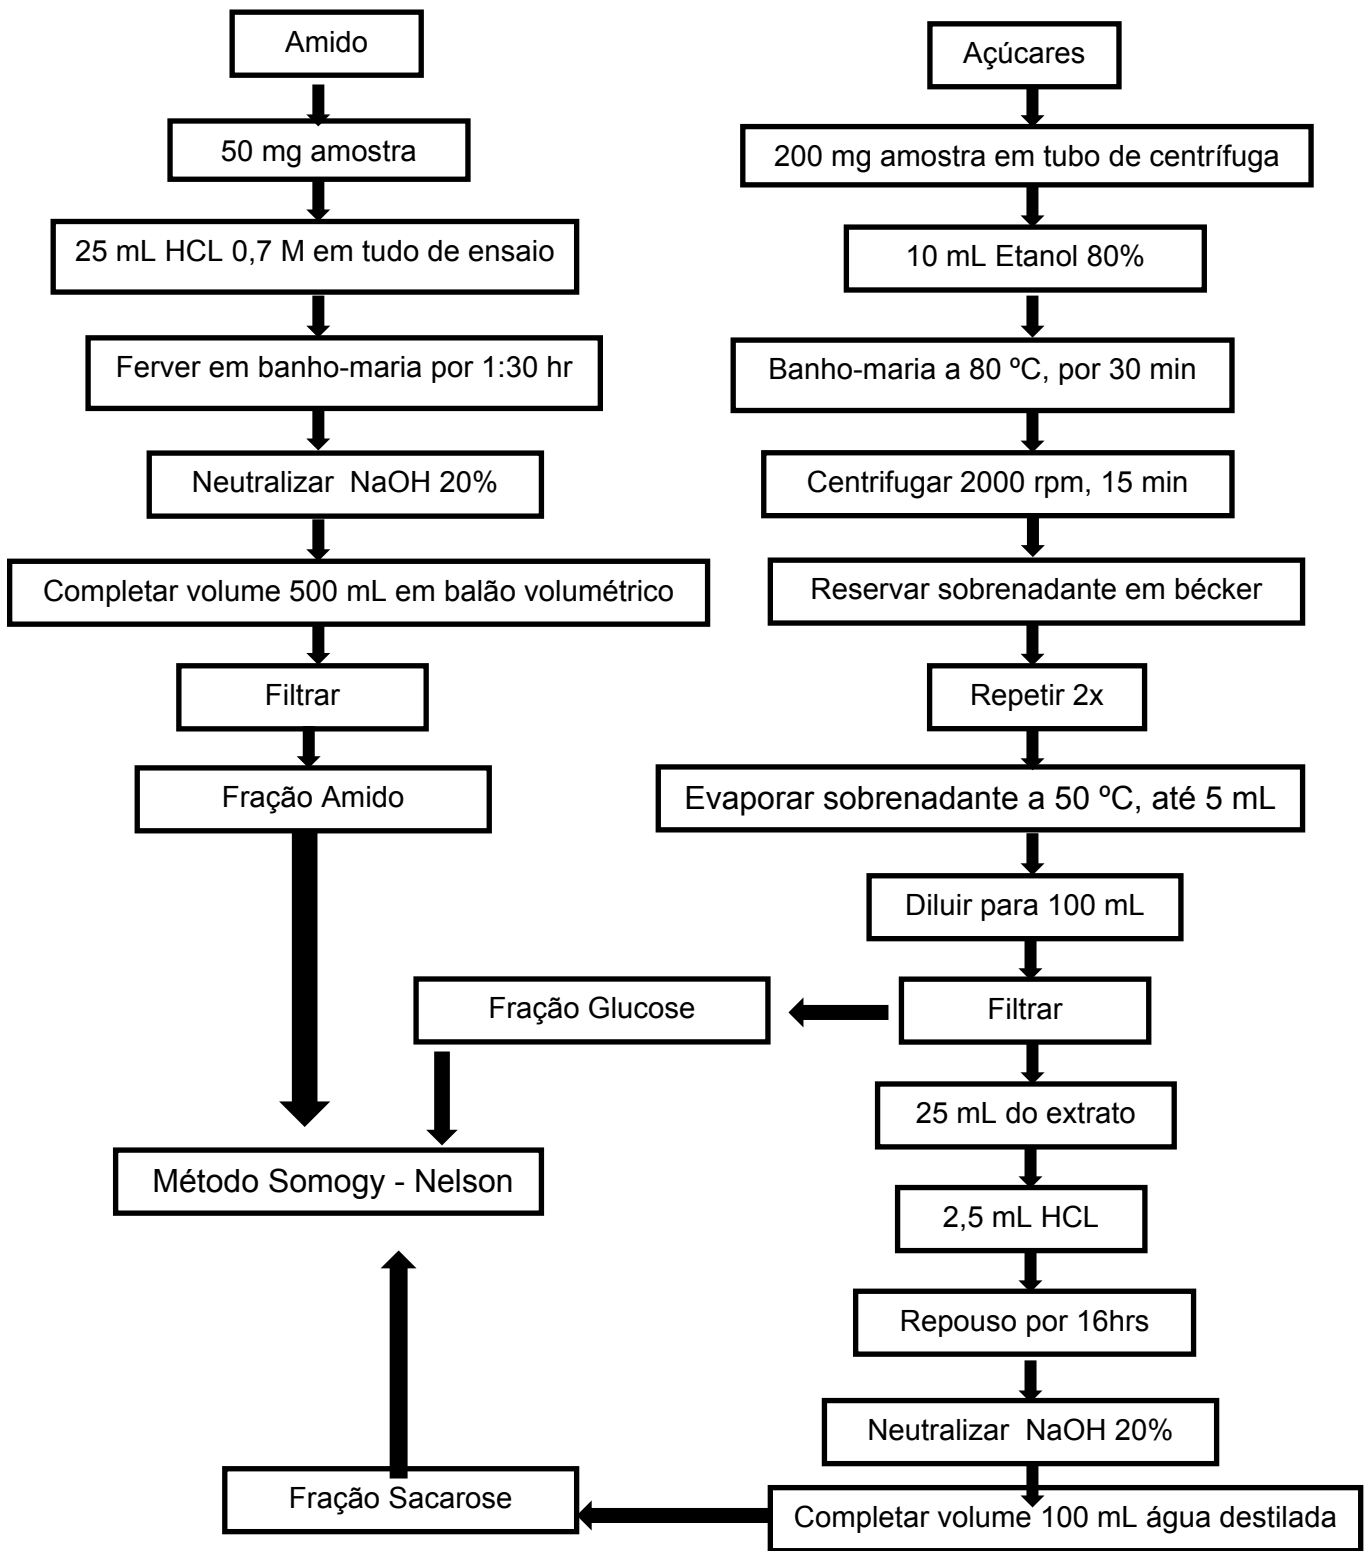 Amido
50 mg amostra
25 mL HCL 0,7 M em tudo de ensaio
Ferver em banho-maria por 1:30 hr
Neutralizar NaOH 20%
Completar volume 500 mL em balão volumétrico
Filtrar
Fração Amido
Açúcares
200 mg amostra em tubo de centrífuga
10 mL Etanol 80%
Banho-maria a 80 ºC, por 30 min
Centrifugar 2000 rpm, 15 min
Reservar sobrenadante em bécker
Repetir 2x
Evaporar sobrenadante a 50 ºC, até 5 mL
Diluir para 100 mL
Filtrar
Fração Glucose
25 mL do extrato
2,5 mL HCL
Repouso por 16hrs
Neutralizar NaOH 20%
Completar volume 100 mL água destilada
Fração Sacarose
Método Somogy - Nelson